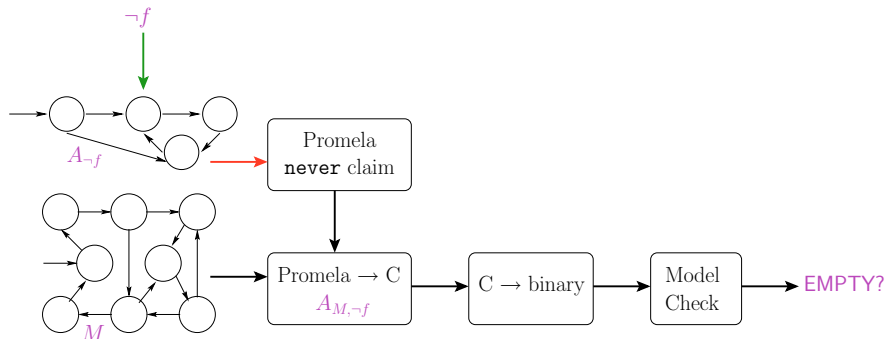 ¬f
A¬f
Promela
never claim
M
Promela → C
A_{M,¬f}
C → binary
Model
Check
EMPTY?